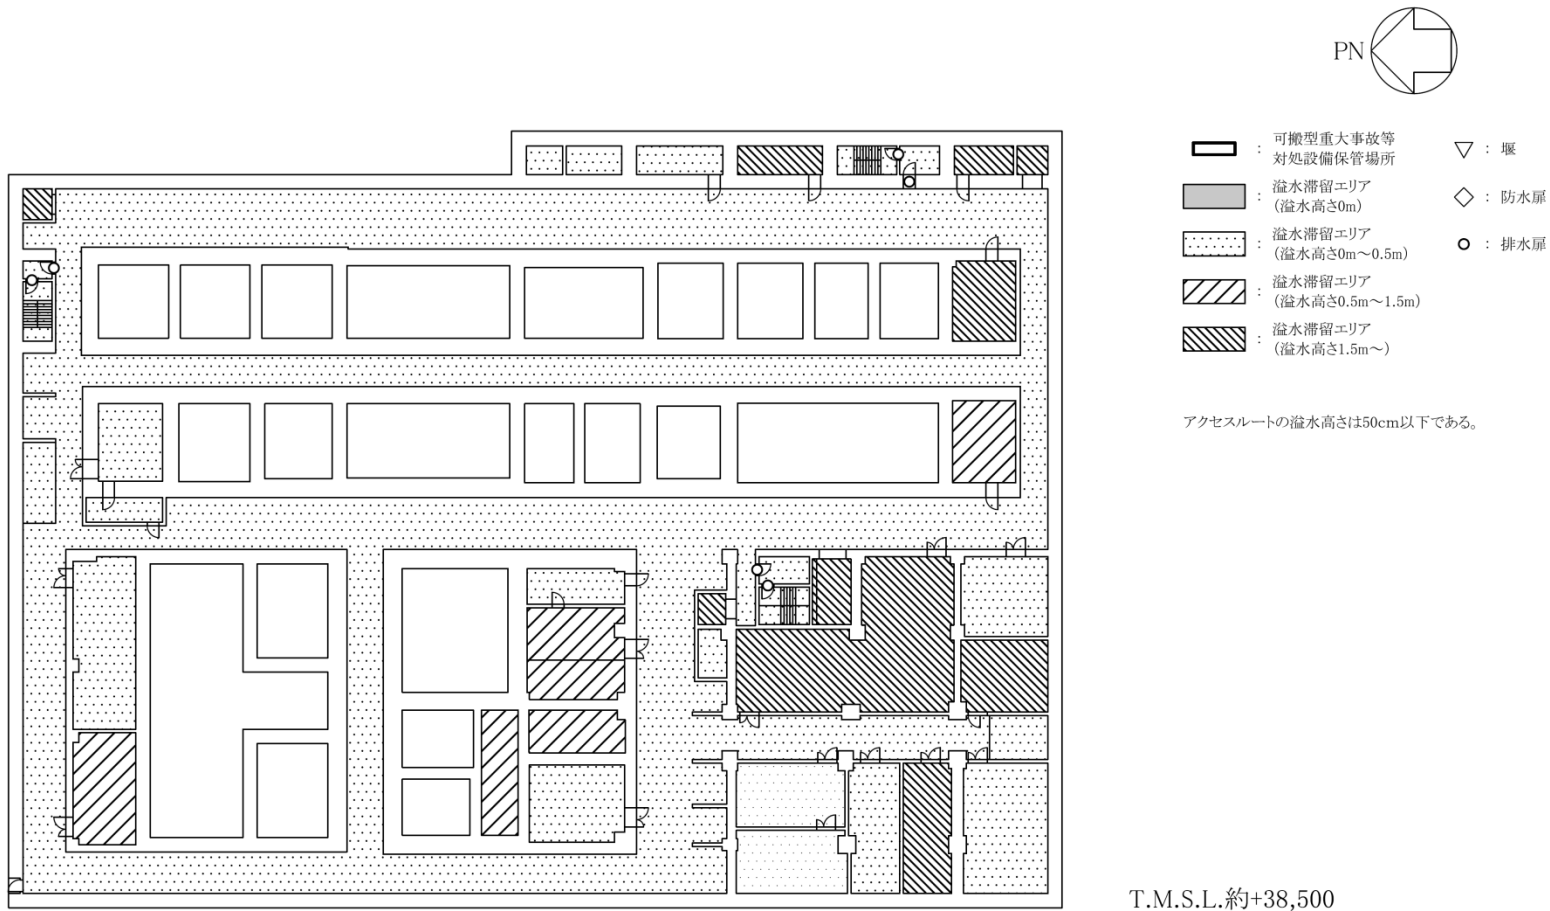 PN
: 可搬型重大事故等
対処設備保管場所
: 溢水滞留エリア
(溢水高さ0m)
: 溢水滞留エリア
(溢水高さ0m～0.5m)
: 溢水滞留エリア
(溢水高さ0.5m～1.5m)
: 溢水滞留エリア
(溢水高さ1.5m～)
: 堰
: 防水扉
: 排水扉
アクセスルートの溢水高さは50cm以下である。
T.M.S.L.約+38,500